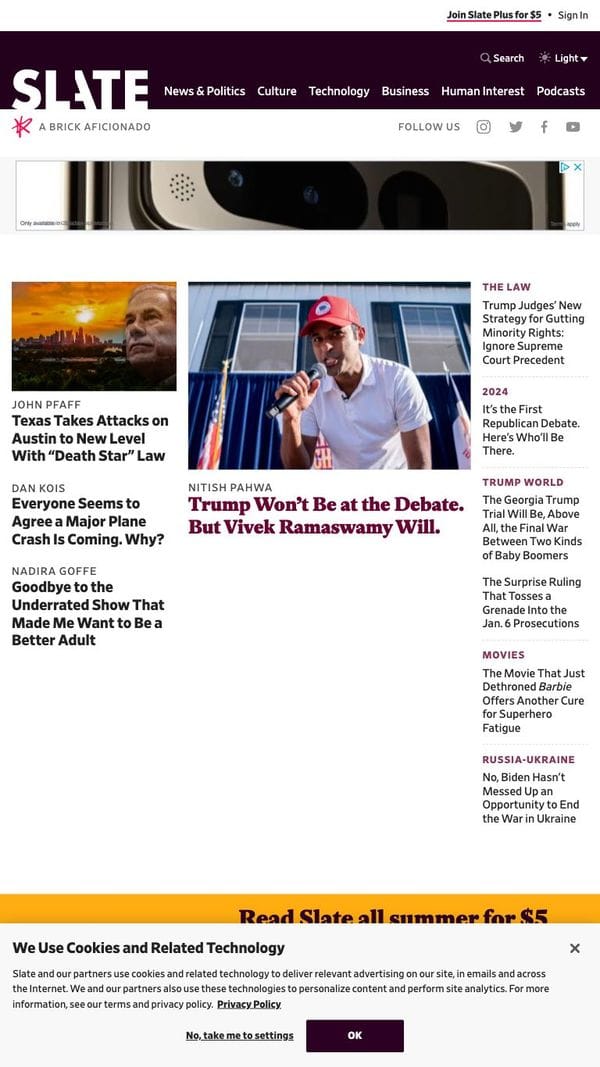 Join Slate Plus for $5 • Sign In
Search Light
SLATE
News & Politics Culture Technology Business Human Interest Podcasts
A BRICK AFICIONADO
FOLLOW US
Only available
apply
JOHN PFAFF
Texas Takes Attacks on
Austin to New Level
With “Death Star” Law
DAN KOIS
Everyone Seems to
Agree a Major Plane
Crash Is Coming. Why?
NADIRA GOFFE
Goodbye to the
Underrated Show That
Made Me Want to Be a
Better Adult
NITISH PAHWA
Trump Won’t Be at the Debate.
But Vivek Ramaswamy Will.
THE LAW
Trump Judges’ New
Strategy for Gutting
Minority Rights:
Ignore Supreme
Court Precedent
2024
It’s the First
Republican Debate.
Here’s Who’ll Be
There.
TRUMP WORLD
The Georgia Trump
Trial Will Be, Above
All, the Final War
Between Two Kinds
of Baby Boomers
The Surprise Ruling
That Tosses a
Grenade Into the
Jan. 6 Prosecutions
MOVIES
The Movie That Just
Dethroned Barbie
Offers Another Cure
for Superhero
Fatigue
RUSSIA-UKRAINE
No, Biden Hasn’t
Messed Up an
Opportunity to End
the War in Ukraine
Read Slate all summer for $5
We Use Cookies and Related Technology
Slate and our partners use cookies and related technology to deliver relevant advertising on our site, in emails and across
the Internet. We and our partners also use these technologies to personalize content and perform site analytics. For more
information, see our terms and privacy policy. Privacy Policy
No, take me to settings
OK